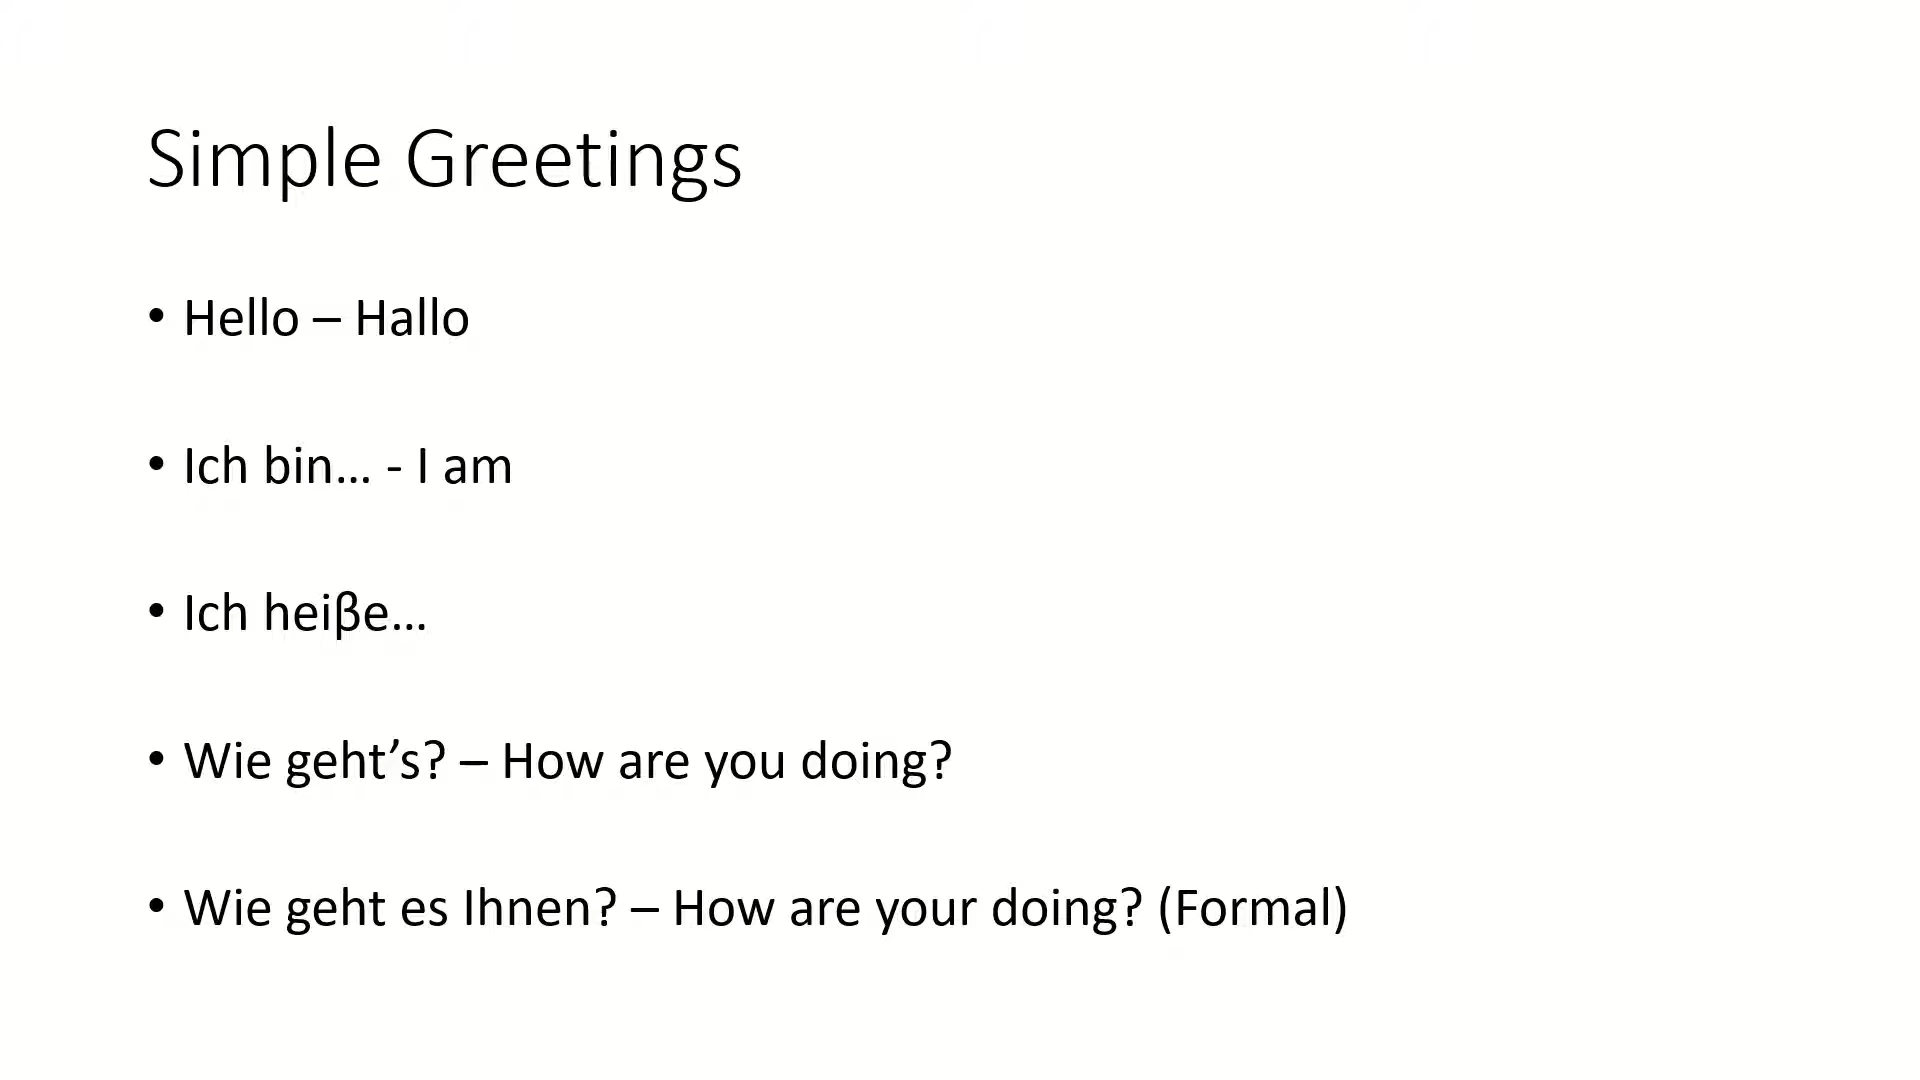 Simple Greetings
• Hello – Hallo
• Ich bin... - I am
• Ich heiβe...
• Wie geht’s? – How are you doing?
• Wie geht es Ihnen? – How are your doing? (Formal)